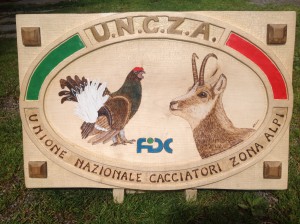 U.N.C.Z.A.
FIDC
UNIONE NAZIONALE CACCIATORI ZONA ALPI